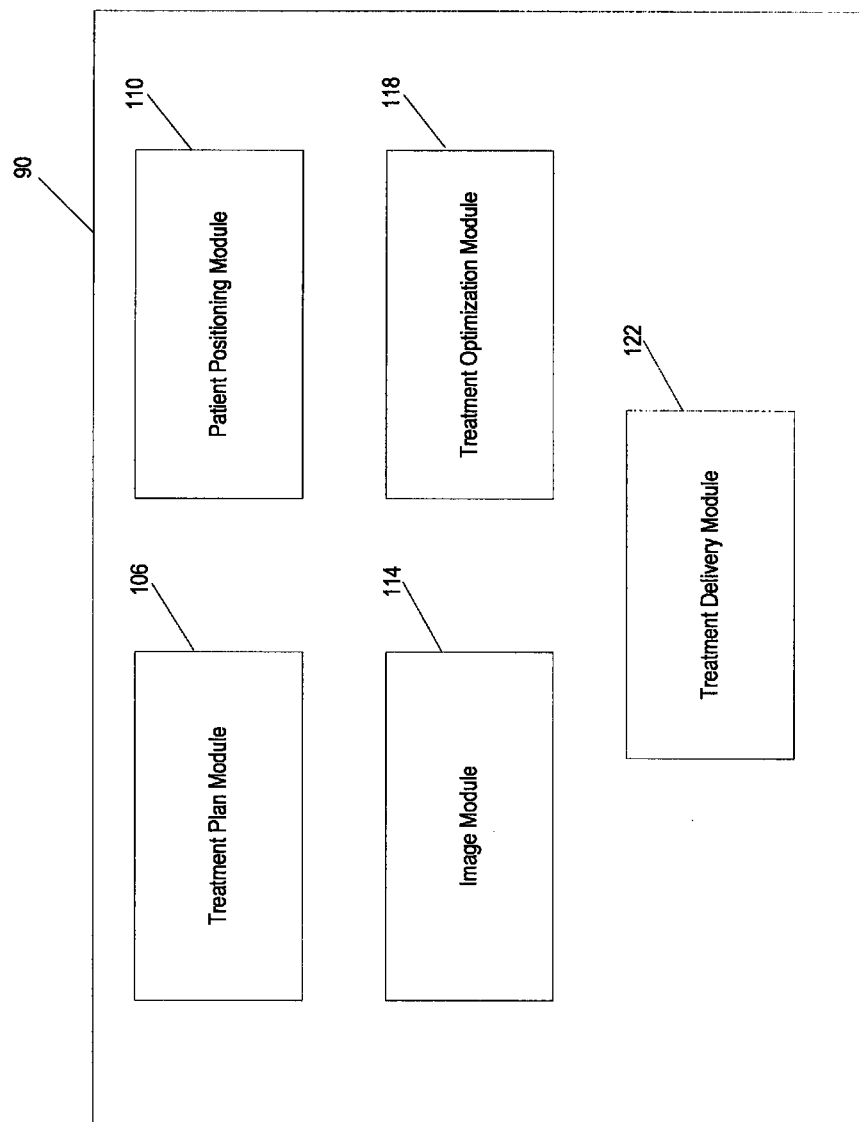 90
106
Treatment Plan Module
110
Patient Positioning Module
114
Image Module
118
Treatment Optimization Module
122
Treatment Delivery Module